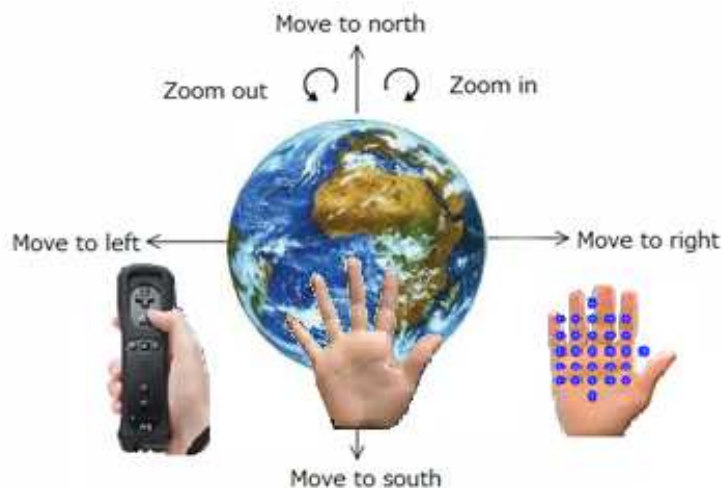 Move to north
Zoom out
Zoom in
Move to left
Move to right
Move to south